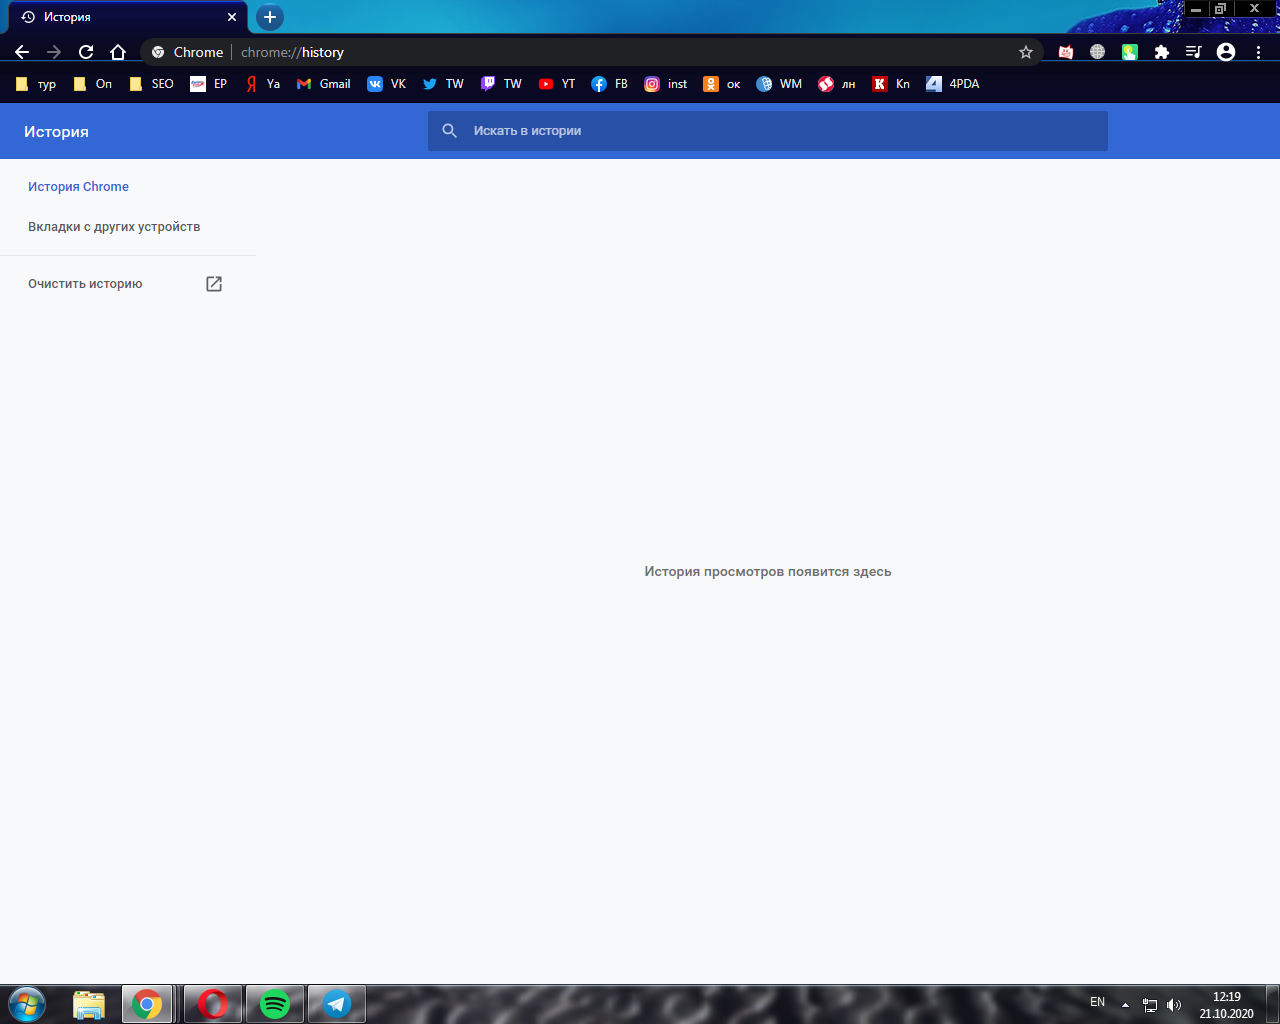 История
Chrome chrome://history
тур Оп SEO EP Ya Gmail VK TW TW YT FB inst ок WM лн Kn 4PDA
История
Искать в истории
История Chrome
Вкладки с других устройств
Очистить историю
История просмотров появится здесь
EN
12:19
21.10.2020